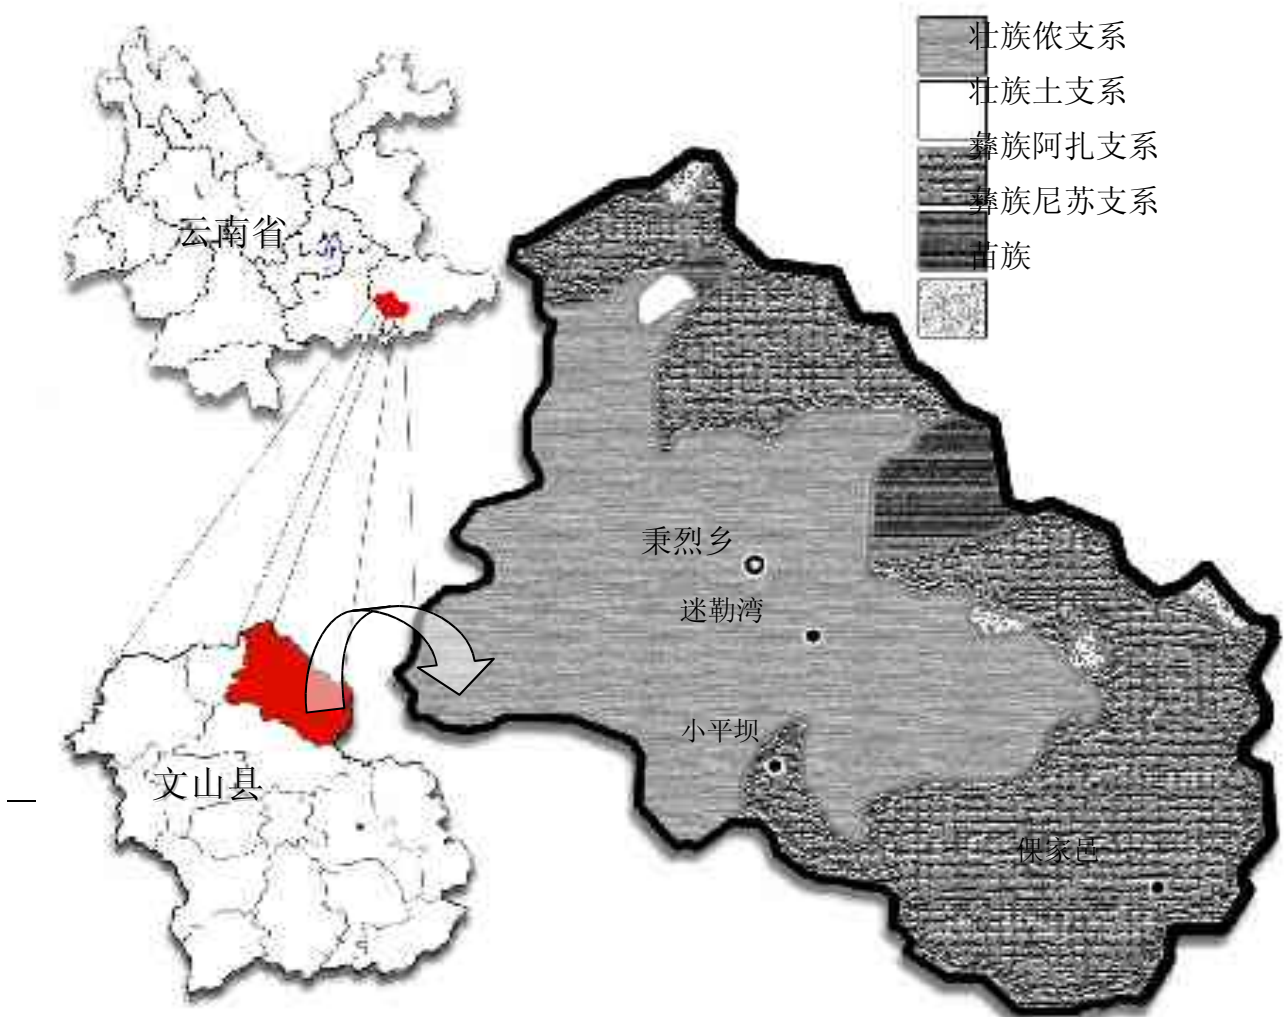 壮族侬支系
壮族土支系
彝族阿扎支系
彝族尼苏支系
苗族
云南省
秉烈乡
迷勒湾
小平坝
文山县
倮家邑